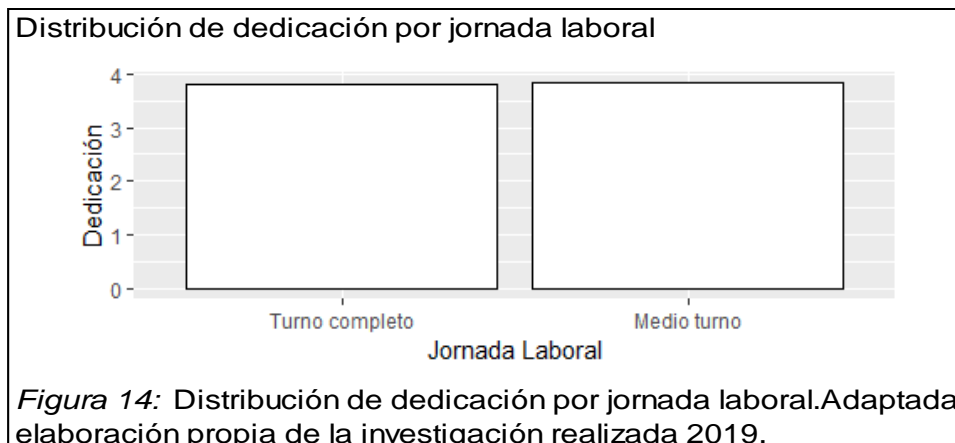 Distribución de dedicación por jornada laboral
4
3
2
1
0
Dedicación
Turno completo
Medio turno
Jornada Laboral
Figura 14: Distribución de dedicación por jornada laboral.Adaptada
elaboración propia de la investigación realizada 2019.